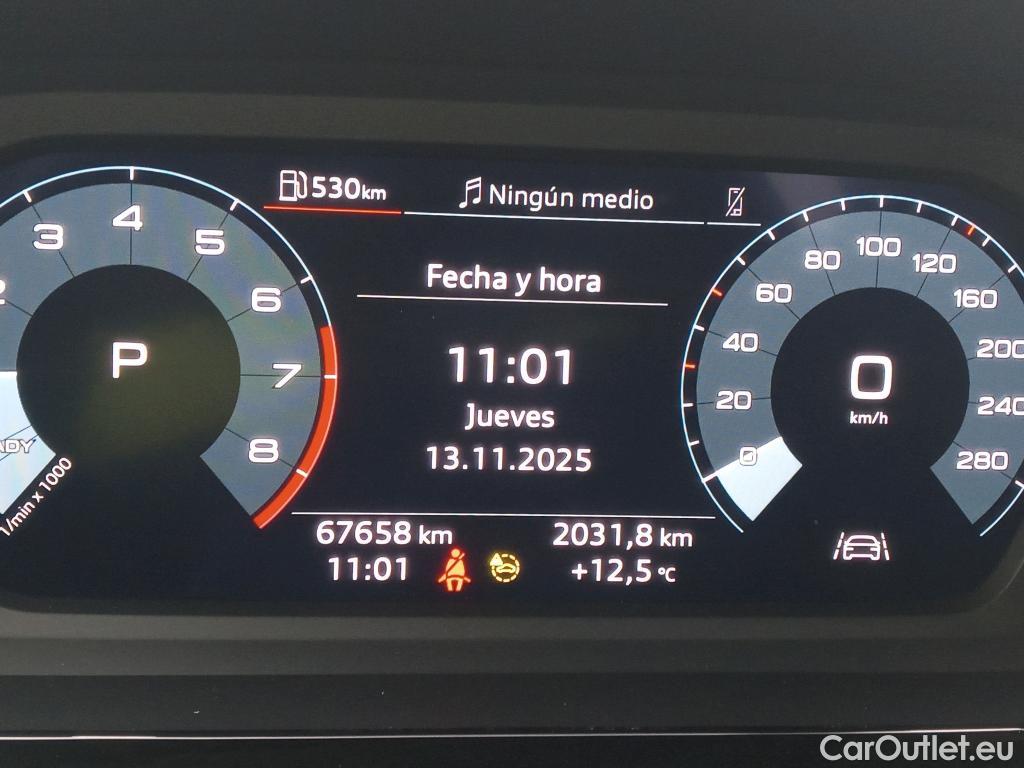 530 km
Ningún medio
Fecha y hora
11:01
Jueves
13.11.2025
67658 km
2031,8 km
11:01
+12,5 °C
3
4
5
6
7
8
P
1/min x 1000
0
20
40
60
80
100
120
160
200
240
280
0
km/h
CarOutlet.eu